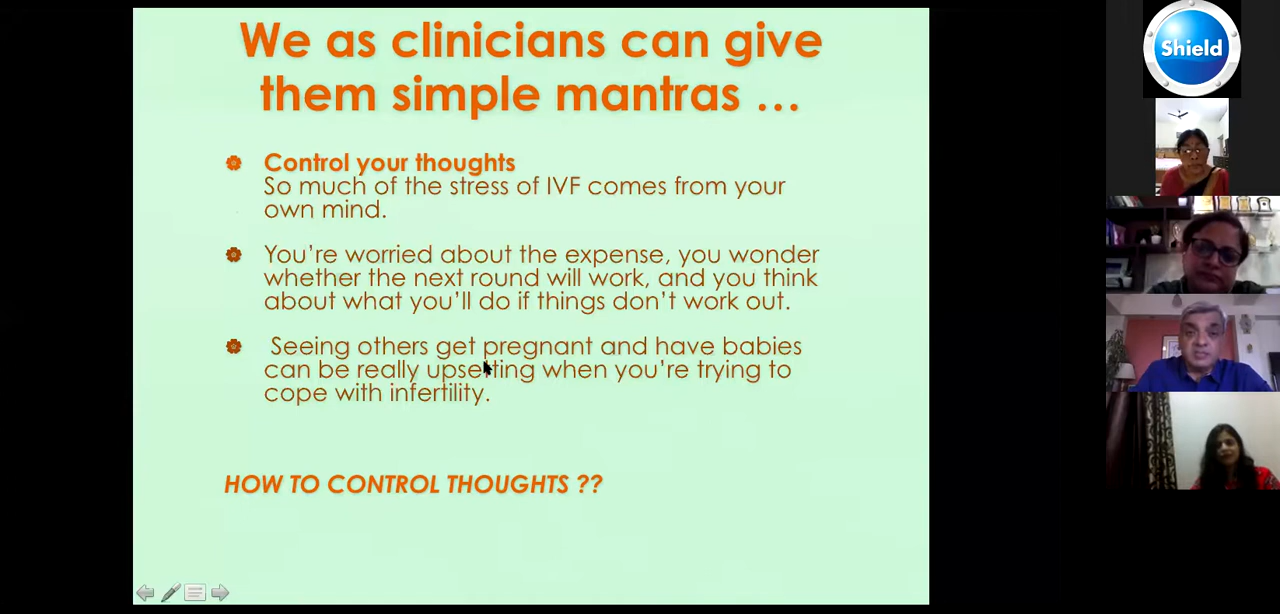 We as clinicians can give
them simple mantras …
Control your thoughts
So much of the stress of IVF comes from your
own mind.
You’re worried about the expense, you wonder
whether the next round will work, and you think
about what you’ll do if things don’t work out.
Seeing others get pregnant and have babies
can be really upsetting when you’re trying to
cope with infertility.
HOW TO CONTROL THOUGHTS ??
Shield